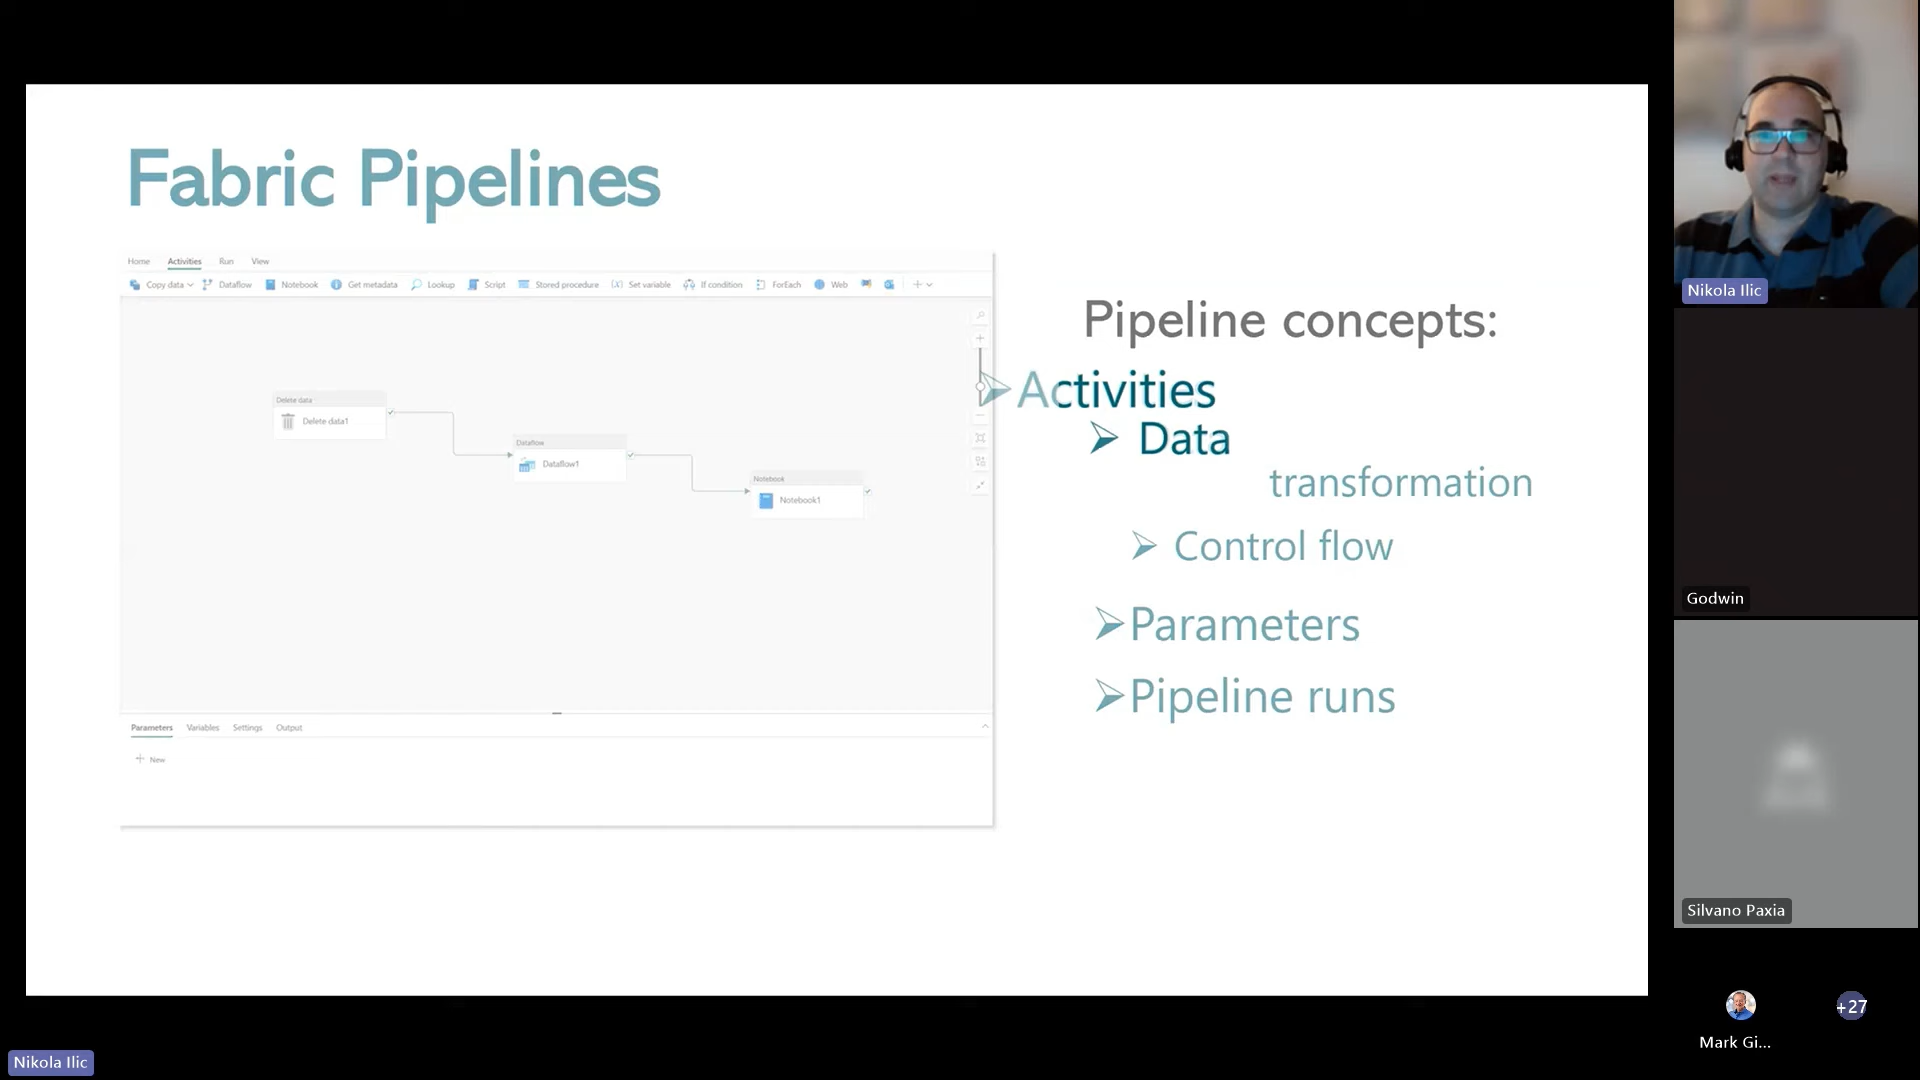 Fabric Pipelines
Home Activities Run View
Copy data Dataflow Notebook Get metadata Lookup Script Stored procedure Set variable If condition ForEach Web
Delete data
Delete data1
Dataflow
Dataflow1
Notebook
Notebook1
Parameters Variables Settings Output
New
Pipeline concepts:
Activities
Data
transformation
Control flow
Parameters
Pipeline runs
Nikola Ilic
Godwin
Silvano Paxia
+27
Mark Gi...
Nikola Ilic